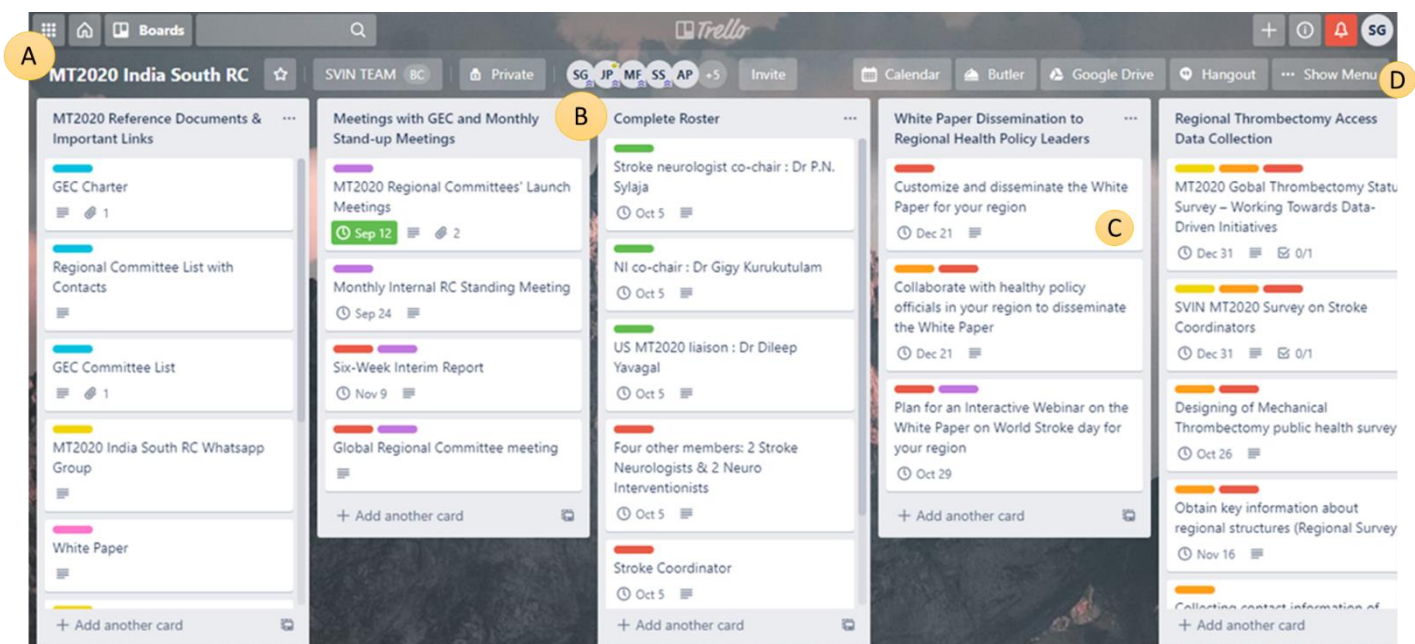 Boards
Trello
SG
A
MT2020 India South RC
SVIN TEAM BC
Private
SG JP MF SS AP +5
Invite
Calendar
Butler
Google Drive
Hangout
Show Menu
D
MT2020 Reference Documents &
Important Links
GEC Charter
1
Regional Committee List with
Contacts
GEC Committee List
1
MT2020 India South RC Whatsapp
Group
White Paper
+ Add another card
Meetings with GEC and Monthly
Stand-up Meetings
MT2020 Regional Committees' Launch
Meetings
Sep 12 2
Monthly Internal RC Standing Meeting
Sep 24
Six-Week Interim Report
Nov 9
Global Regional Committee meeting
+ Add another card
B
Complete Roster
Stroke neurologist co-chair : Dr P.N.
Sylaja
Oct 5
NI co-chair : Dr Gigy Kurukutulam
Oct 5
US MT2020 liaison : Dr Dileep
Yavagal
Oct 5
Four other members: 2 Stroke
Neurologists & 2 Neuro
Interventionists
Oct 5
Stroke Coordinator
Oct 5
+ Add another card
White Paper Dissemination to
Regional Health Policy Leaders
Customize and disseminate the White
Paper for your region
Dec 21
C
Collaborate with healthy policy
officials in your region to disseminate
the White Paper
Dec 21
Plan for an Interactive Webinar on the
White Paper on World Stroke day for
your region
Oct 29
+ Add another card
Regional Thrombectomy Access
Data Collection
MT2020 Gobal Thrombectomy Statu
Survey – Working Towards Data-
Driven Initiatives
Dec 31 0/1
SVIN MT2020 Survey on Stroke
Coordinators
Dec 31 0/1
Designing of Mechanical
Thrombectomy public health survey
Oct 26
Obtain key information about
regional structures (Regional Survey
Nov 16
Collecting contact information of
+ Add another card